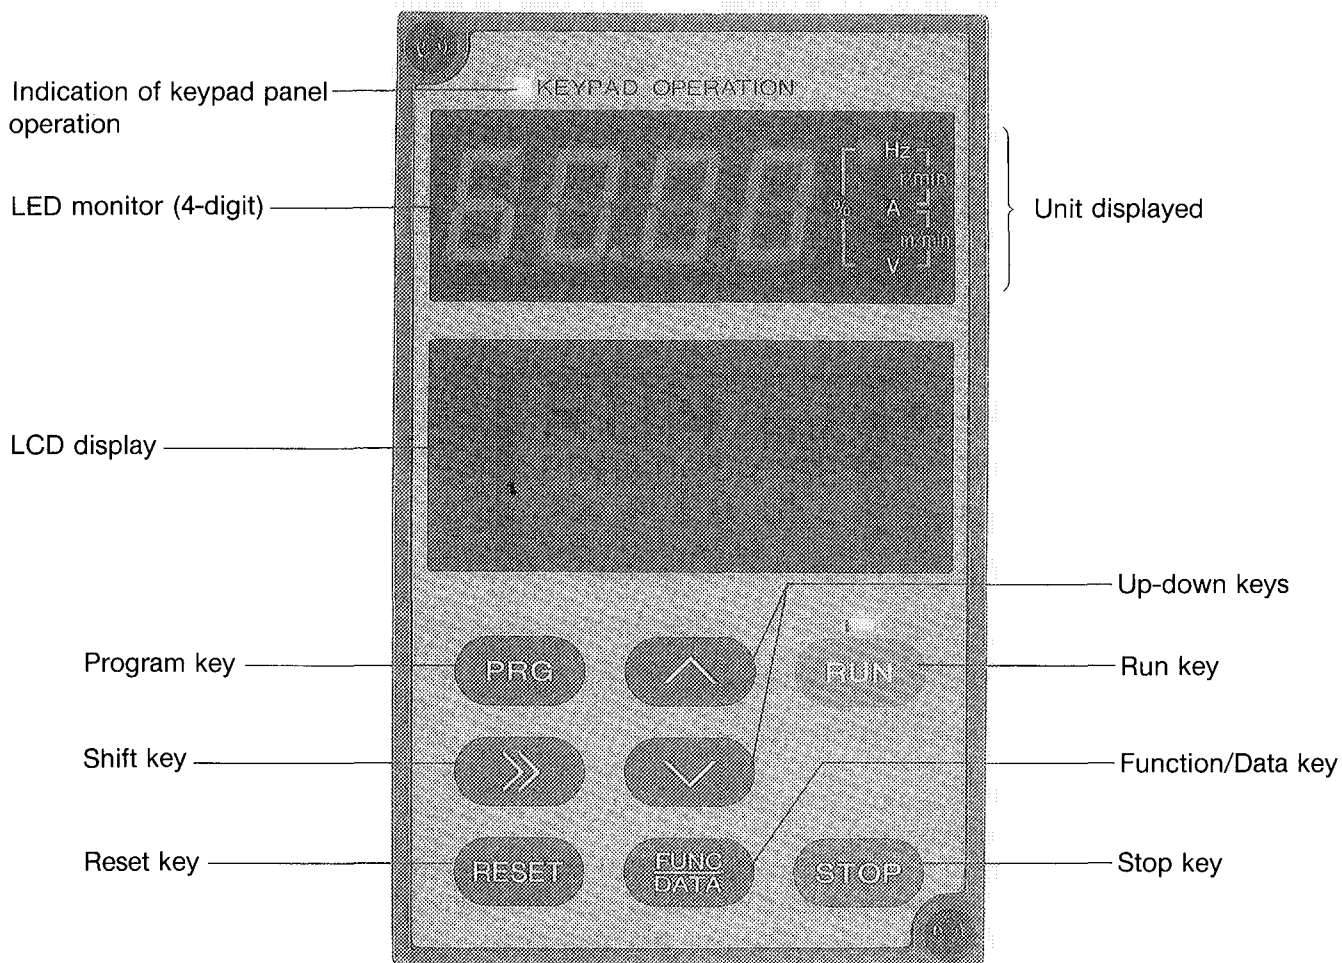 Indication of keypad panel
operation
KEYPAD OPERATION
LED monitor (4-digit)
Hz
r/min
%
A
m/min
V
Unit displayed
LCD display
Up-down keys
Program key
PRG
RUN
Run key
Shift key
Function/Data key
Reset key
RESET
FUNC
DATA
STOP
Stop key